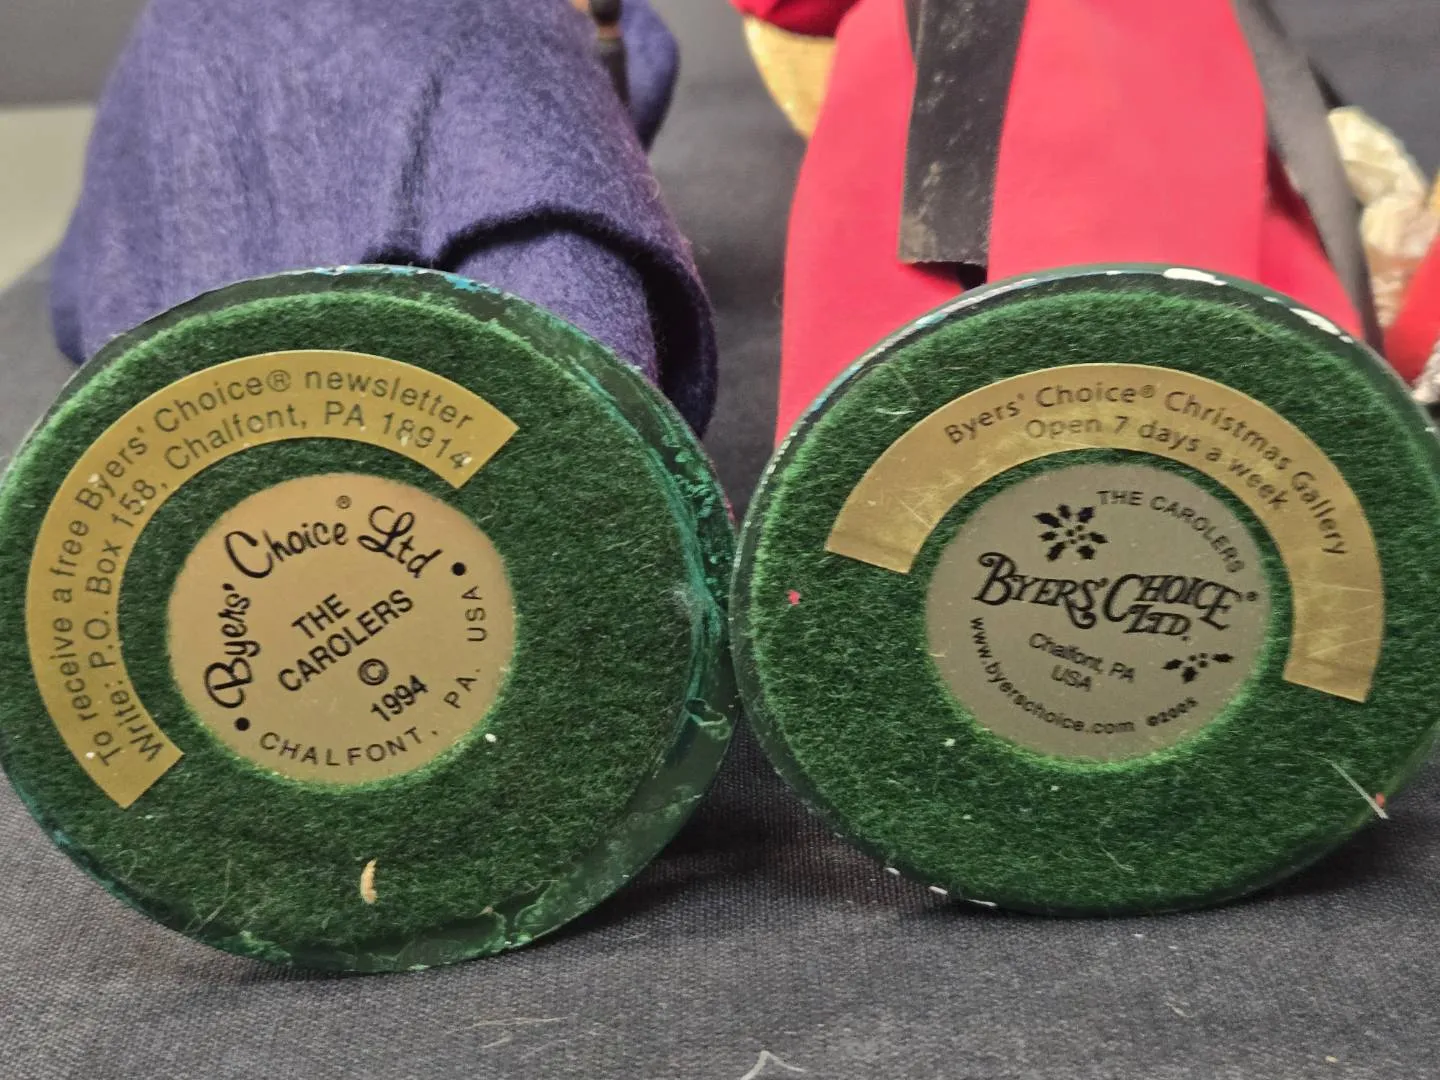 To receive a free Byers' Choice® newsletter
Write: P.O. Box 158, Chalfont, PA 18914
Byers' Choice® Ltd
THE
CAROLERS
©
1994
CHALFONT, PA. USA
Byers' Choice® Christmas Gallery
Open 7 days a week
THE CAROLERS
BYERS' CHOICE®
LTD.
Chalfont, PA
USA
www.byerschoice.com ©2005